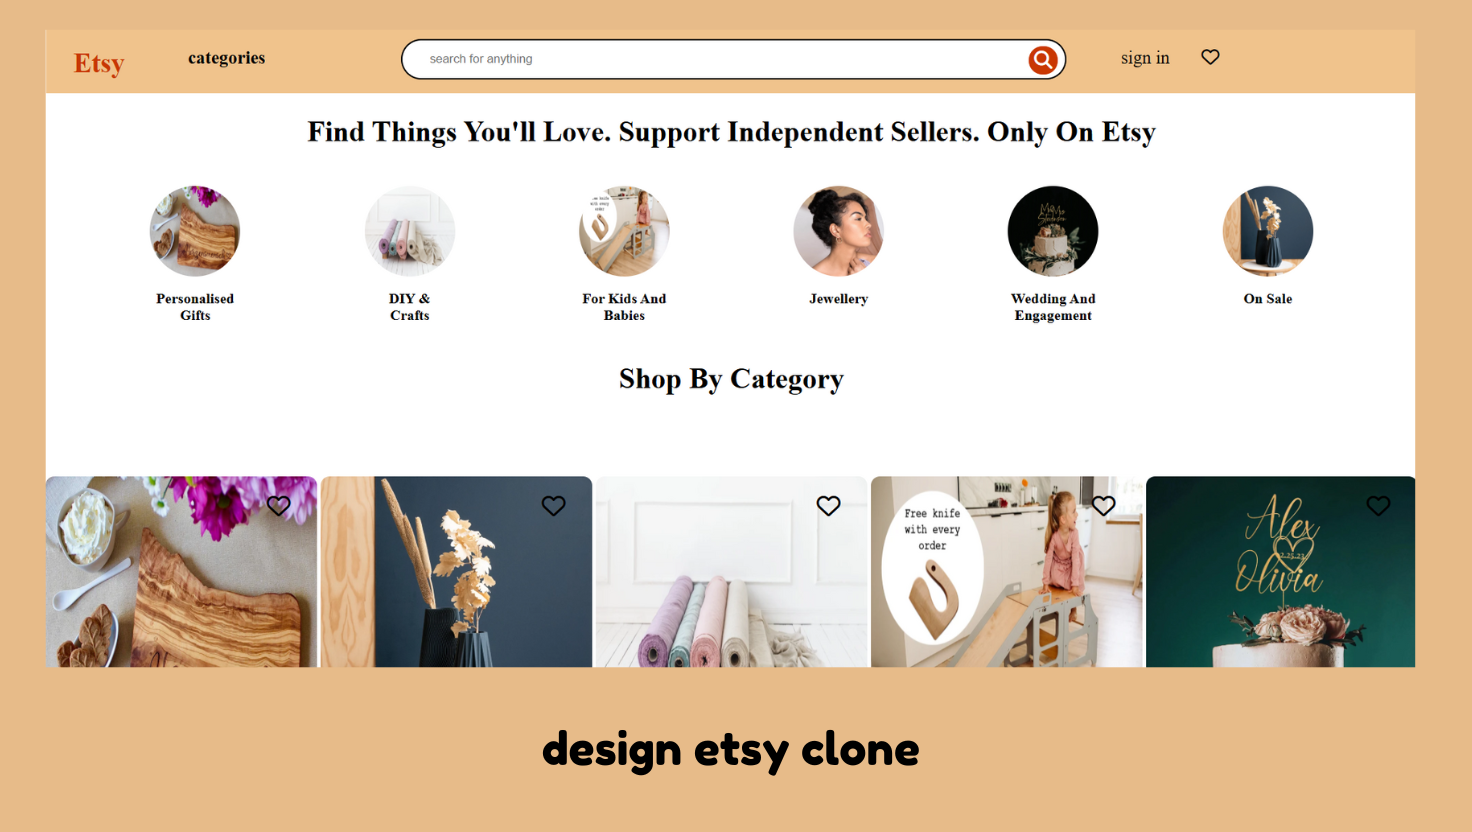 Etsy
categories
search for anything
sign in
Find Things You'll Love. Support Independent Sellers. Only On Etsy
Personalised
Gifts
DIY &
Crafts
For Kids And
Babies
Jewellery
Wedding And
Engagement
On Sale
Shop By Category
Free knife
with every
order
Alex
Olivia
design etsy clone